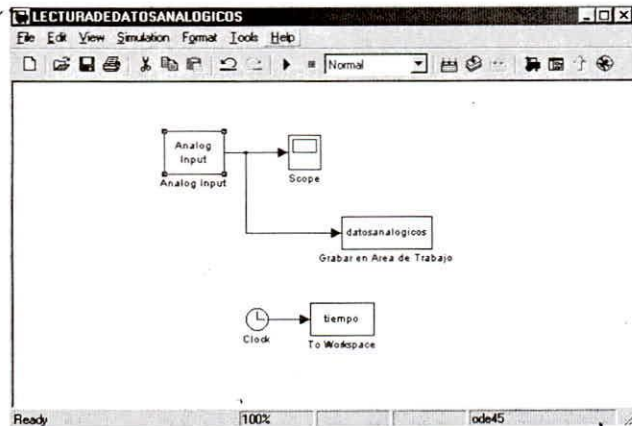 LECTURADEDATOSANALOGICOS
File Edit View Simulation Format Tools Help
Normal
Analog
Input
Analog Input
Scope
datosanalogicos
Grabar en Area de Trabajo
tiempo
Clock
To Workspace
Ready 100% ode45